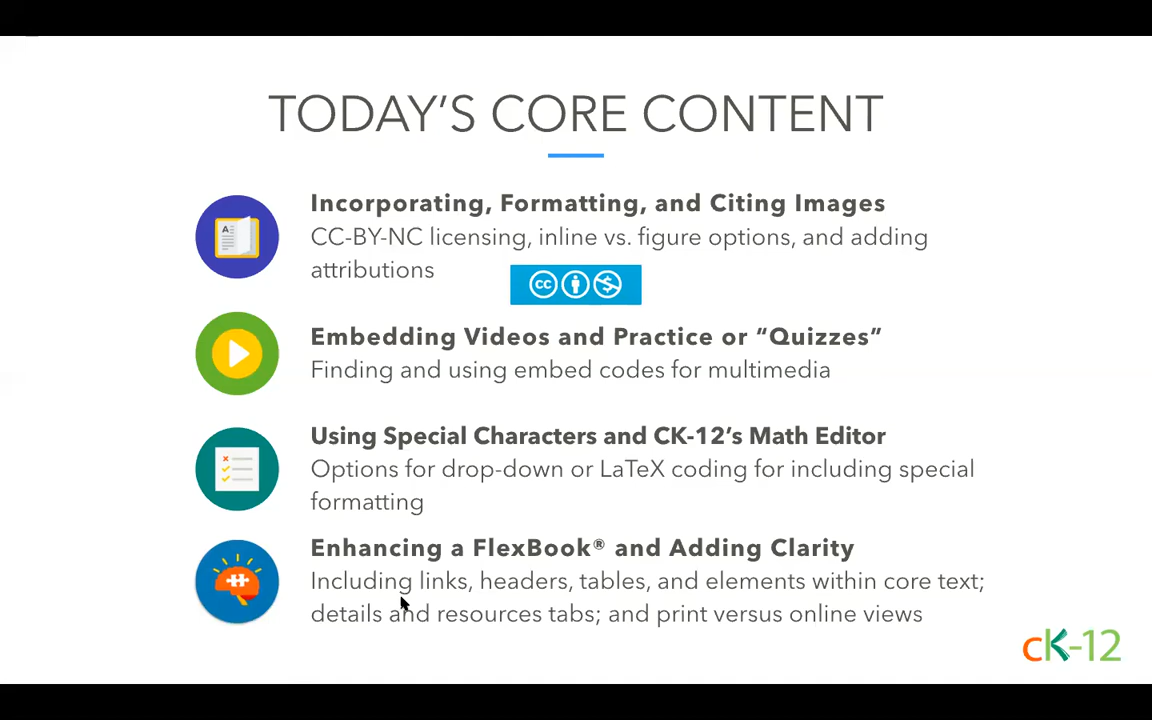 TODAY'S CORE CONTENT
Incorporating, Formatting, and Citing Images
CC-BY-NC licensing, inline vs. figure options, and adding
attributions
cc
Embedding Videos and Practice or “Quizzes”
Finding and using embed codes for multimedia
Using Special Characters and CK-12’s Math Editor
Options for drop-down or LaTeX coding for including special
formatting
Enhancing a FlexBook® and Adding Clarity
Including links, headers, tables, and elements within core text;
details and resources tabs; and print versus online views
cK-12